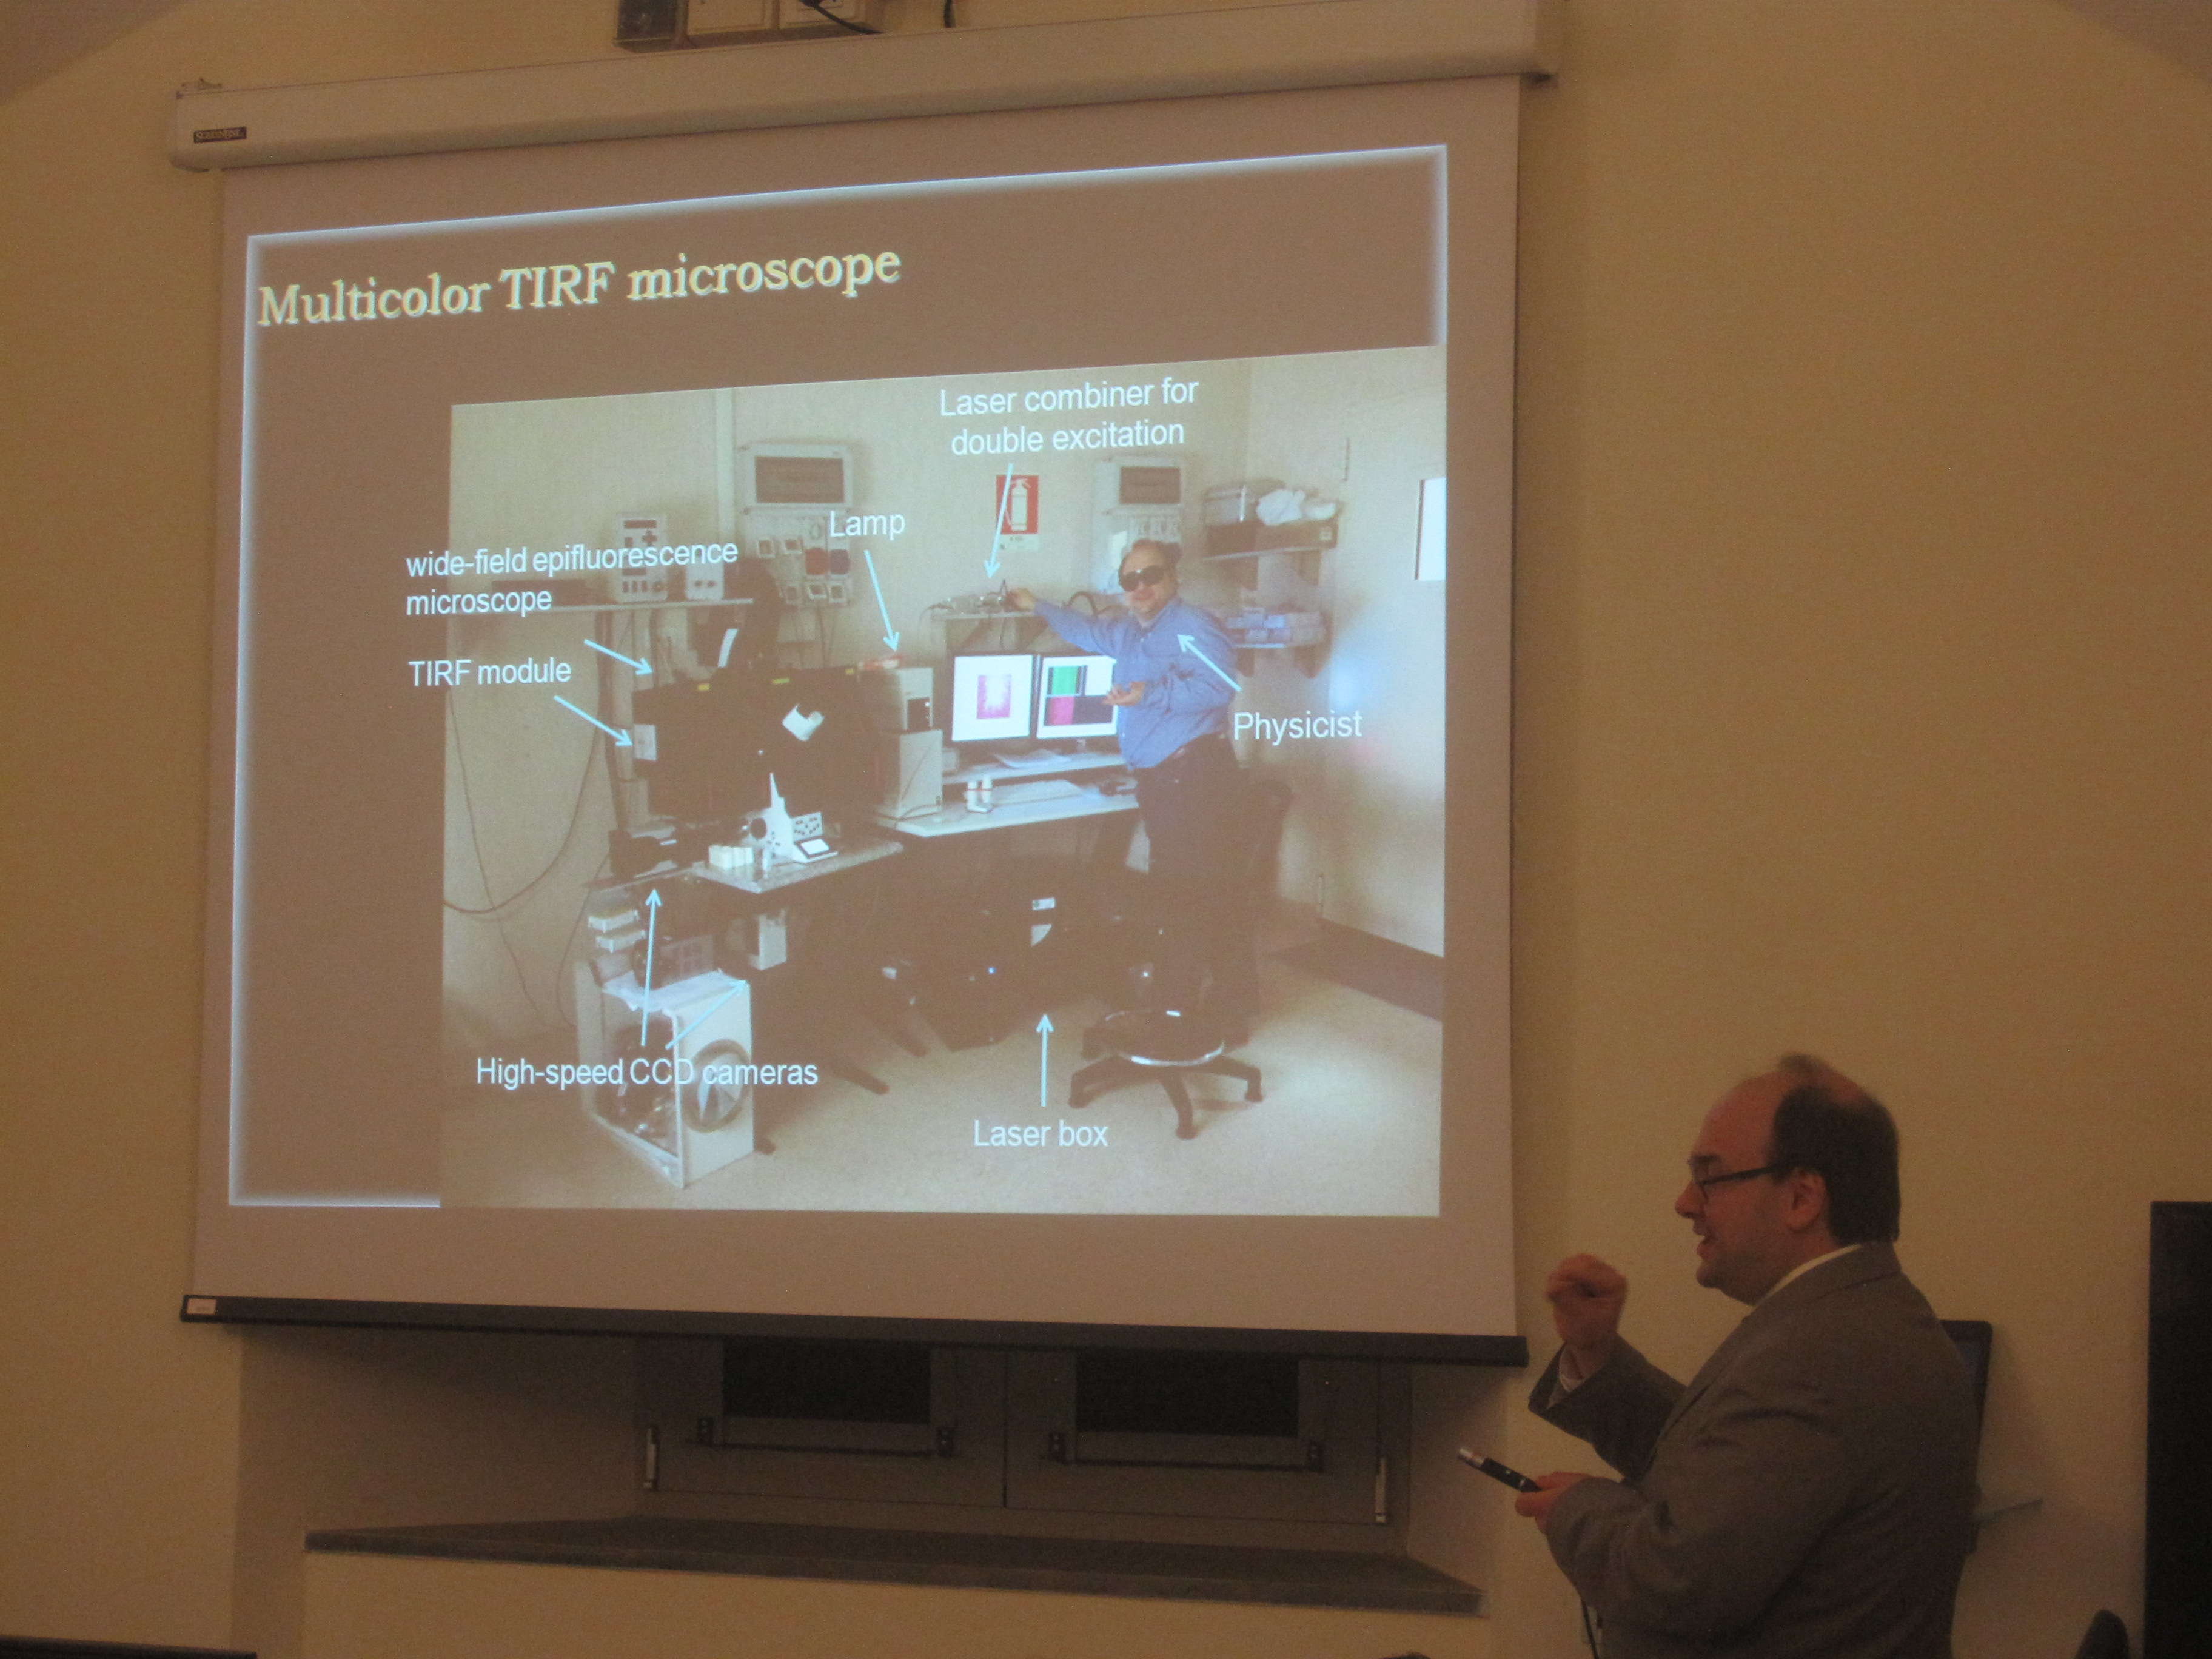 Multicolor TIRF microscope
Laser combiner for
double excitation
Lamp
wide-field epifluorescence
microscope
TIRF module
Physicist
High-speed CCD cameras
Laser box